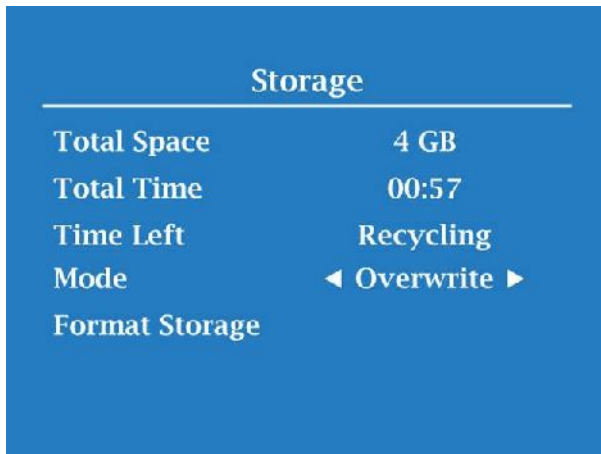 Storage
Total Space 4 GB
Total Time 00:57
Time Left Recycling
Mode ◀ Overwrite ▶
Format Storage